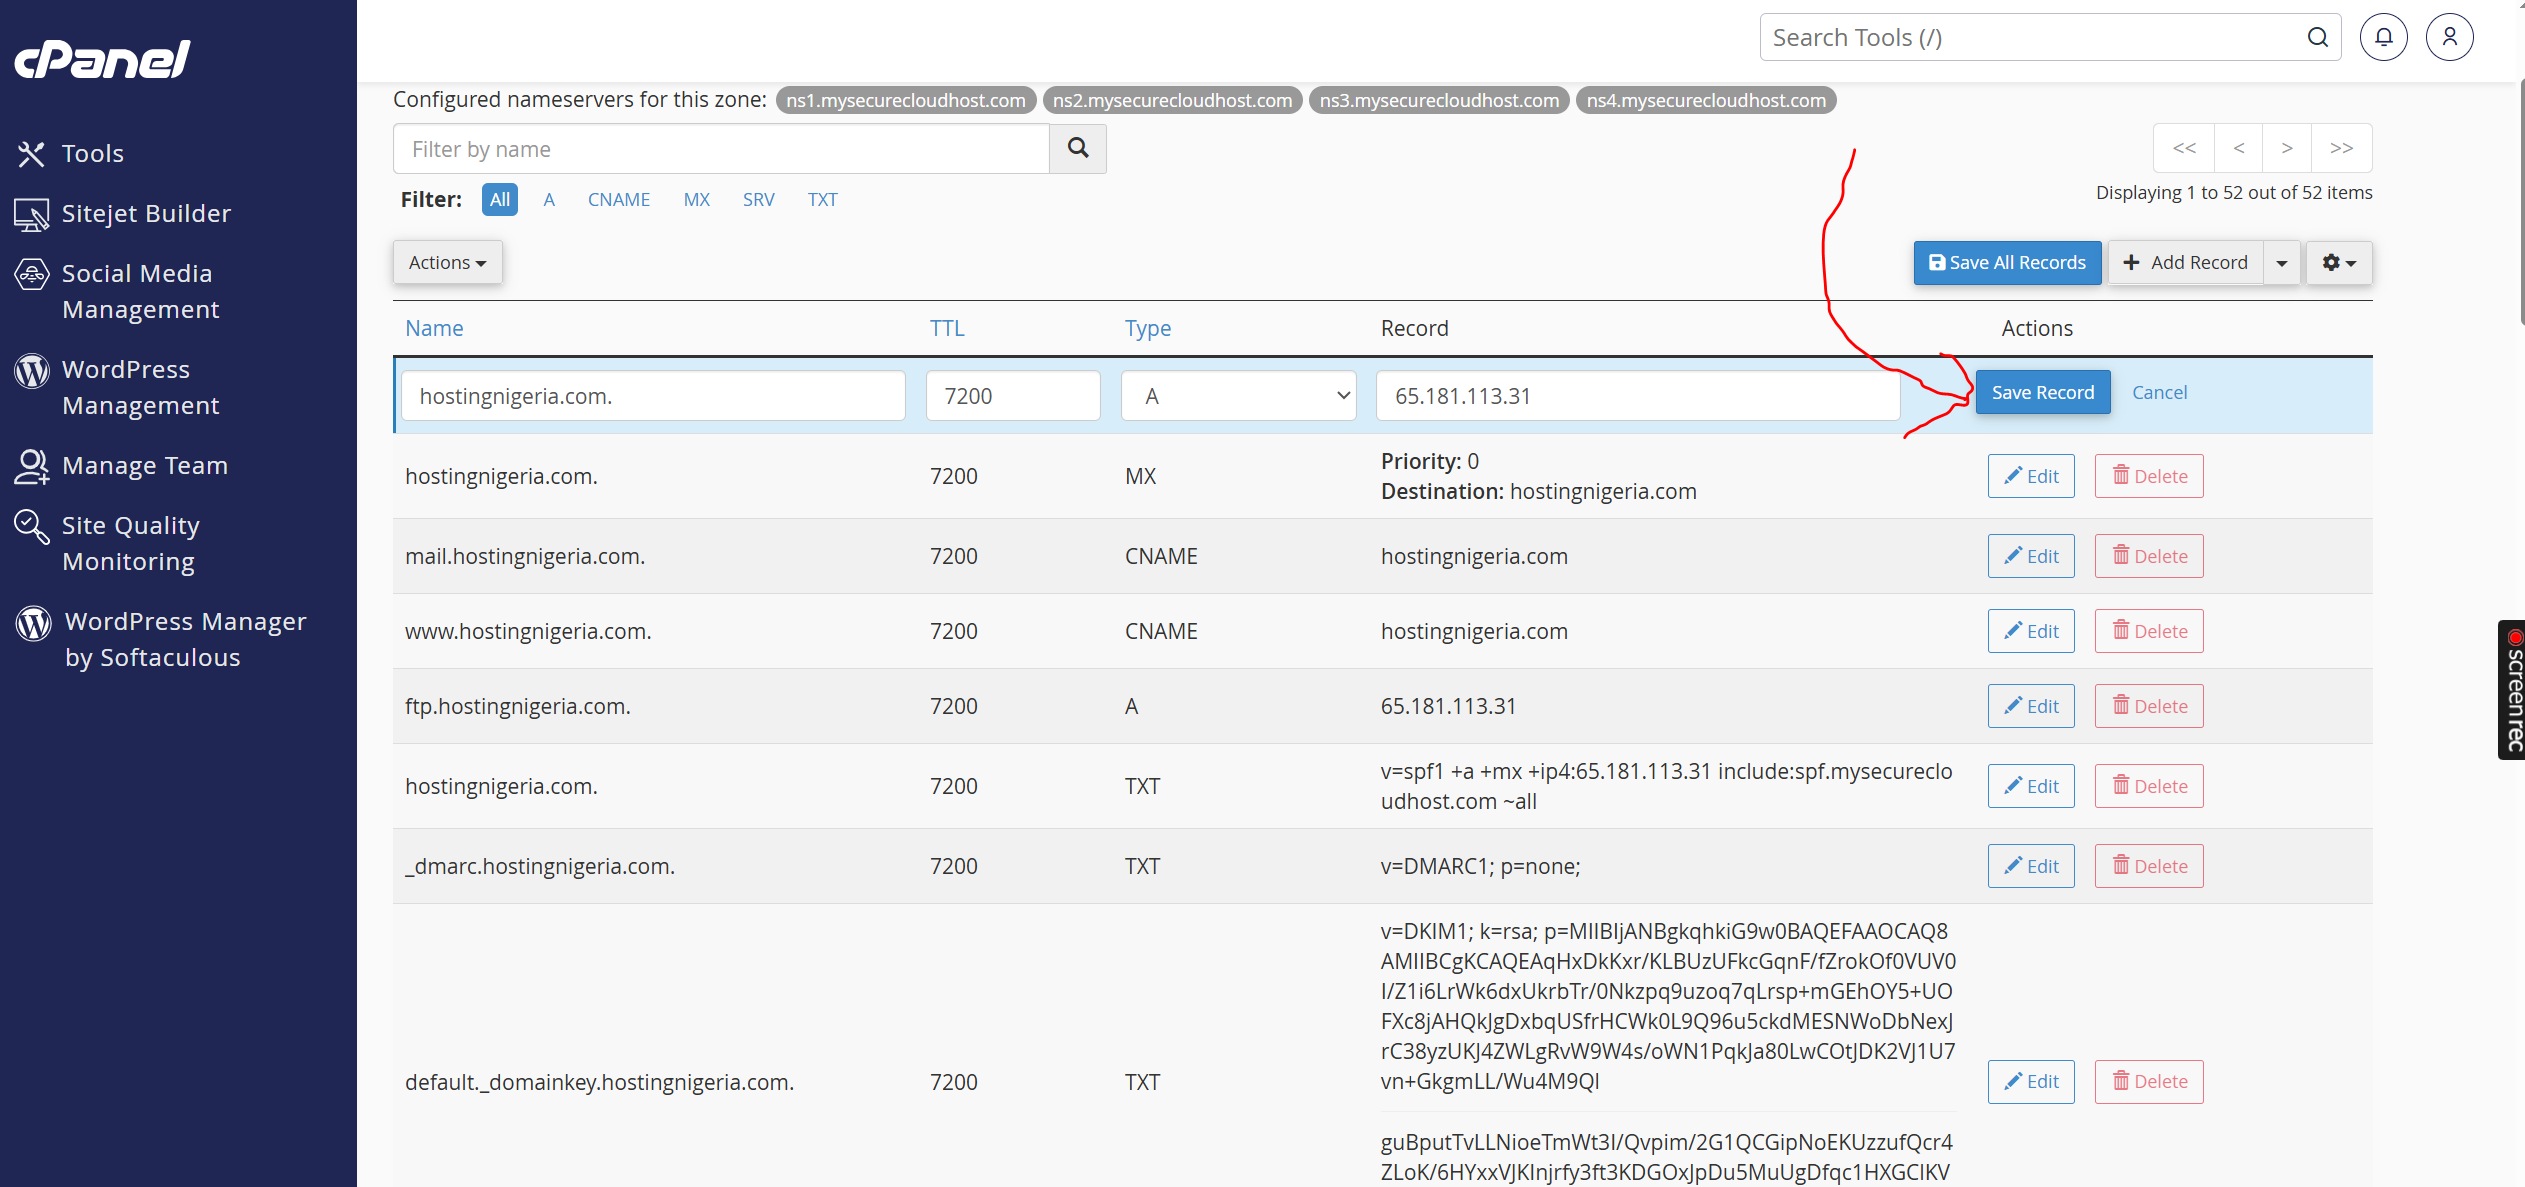 cPanel
Tools
Sitejet Builder
Social Media
Management
WordPress
Management
Manage Team
Site Quality
Monitoring
WordPress Manager
by Softaculous
Search Tools (/)
Configured nameservers for this zone: ns1.mysecurecloudhost.com ns2.mysecurecloudhost.com ns3.mysecurecloudhost.com ns4.mysecurecloudhost.com
Filter by name
<< < > >>
Filter: All A CNAME MX SRV TXT
Displaying 1 to 52 out of 52 items
Actions
Save All Records + Add Record
Name TTL Type Record Actions
hostingnigeria.com. 7200 A 65.181.113.31 Save Record Cancel
hostingnigeria.com. 7200 MX Priority: 0
Destination: hostingnigeria.com Edit Delete
mail.hostingnigeria.com. 7200 CNAME hostingnigeria.com Edit Delete
www.hostingnigeria.com. 7200 CNAME hostingnigeria.com Edit Delete
ftp.hostingnigeria.com. 7200 A 65.181.113.31 Edit Delete
hostingnigeria.com. 7200 TXT v=spf1 +a +mx +ip4:65.181.113.31 include:spf.mysecureclo
udhost.com ~all Edit Delete
_dmarc.hostingnigeria.com. 7200 TXT v=DMARC1; p=none; Edit Delete
default._domainkey.hostingnigeria.com. 7200 TXT v=DKIM1; k=rsa; p=MIIBIjANBgkqhkiG9w0BAQEFAAOCAQ8
AMIIBCgKCAQEAqHxDkKxr/KLBUzUFkcGqnF/fZrokOf0VUV0
I/Z1i6LrWk6dxUkrbTr/0Nkzpq9uzoq7qLrsp+mGEhOY5+UO
FXc8jAHQkJgDxbqUSfrHCWk0L9Q96u5ckdMESNWoDbNexJ
rC38yzUKJ4ZWLgRvW9W4s/oWN1PqkJa80LwCOtJDK2VJ1U7
vn+GkgmLL/Wu4M9QI Edit Delete
guBputTvLLNioeTmWt3I/Qvpim/2G1QCGipNoEKUzzufQcr4
ZLoK/6HYxxVJKInjrfy3ft3KDGOxJpDu5MuUgDfqc1HXGCIKV
screenrec